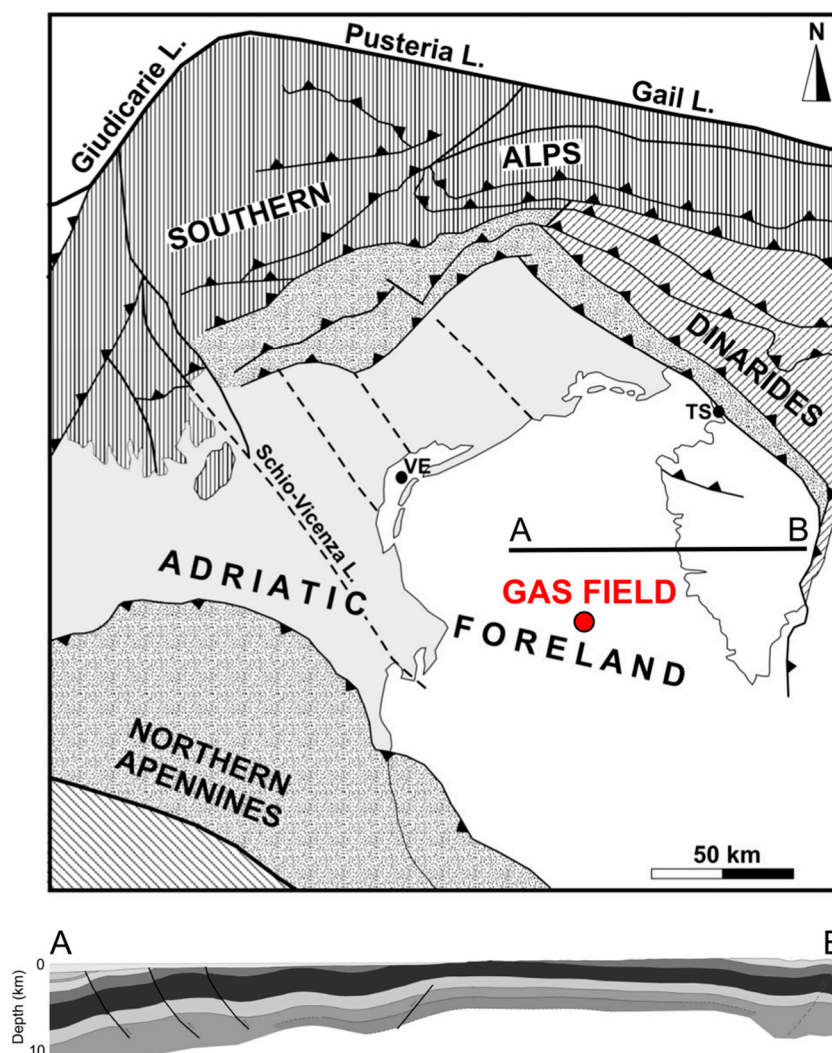 Giudicarie L.
Pusteria L.
Gail L.
N
SOUTHERN
ALPS
DINARIDES
TS
VE
Schio-Vicenza L.
A
B
ADRIATIC
GAS FIELD
FORELAND
NORTHERN
APENNINES
50 km
A
Depth (km)
0
10